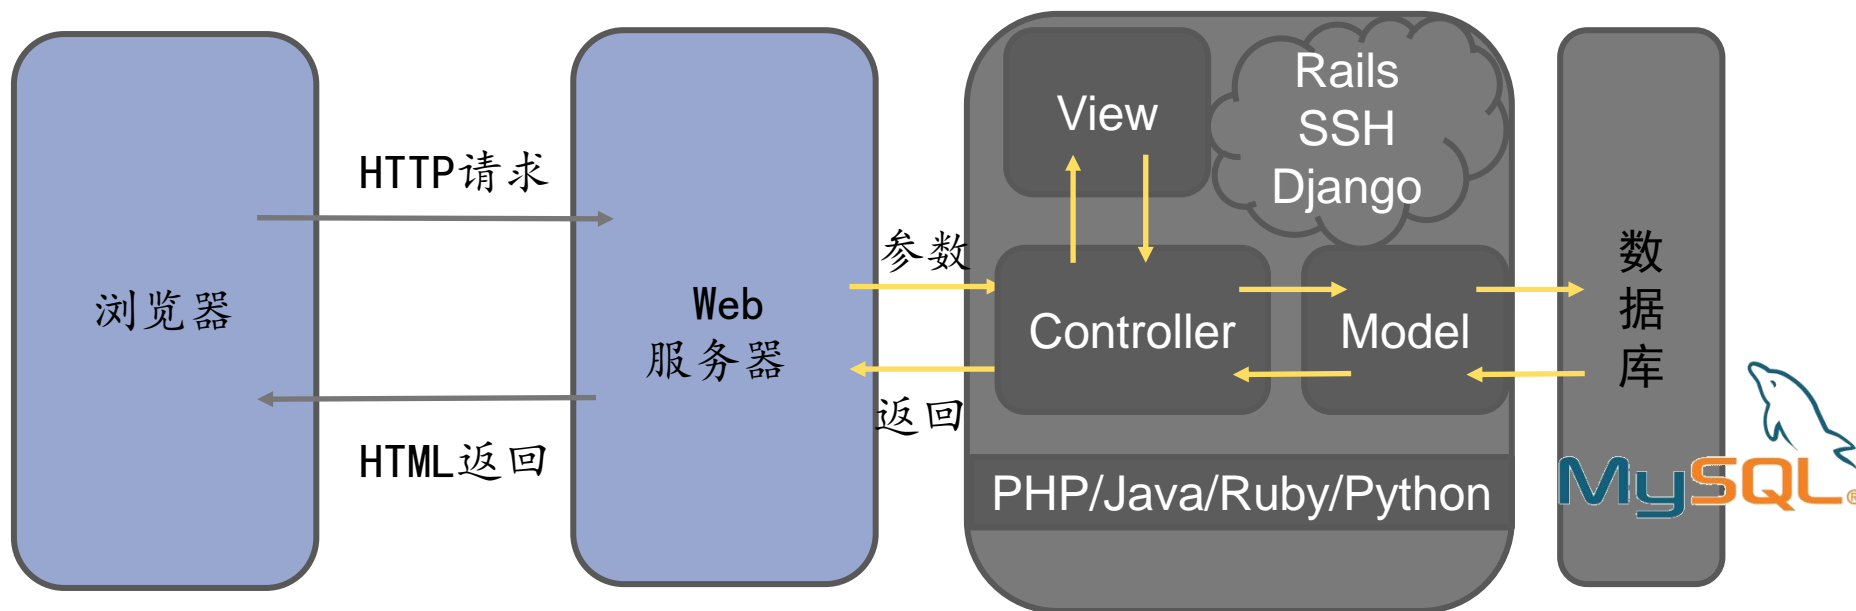 HTTP请求
浏览器
HTML返回
Web
服务器
参数
返回
View
Rails
SSH
Django
Controller
Model
PHP/Java/Ruby/Python
数
据
库
MySQL®